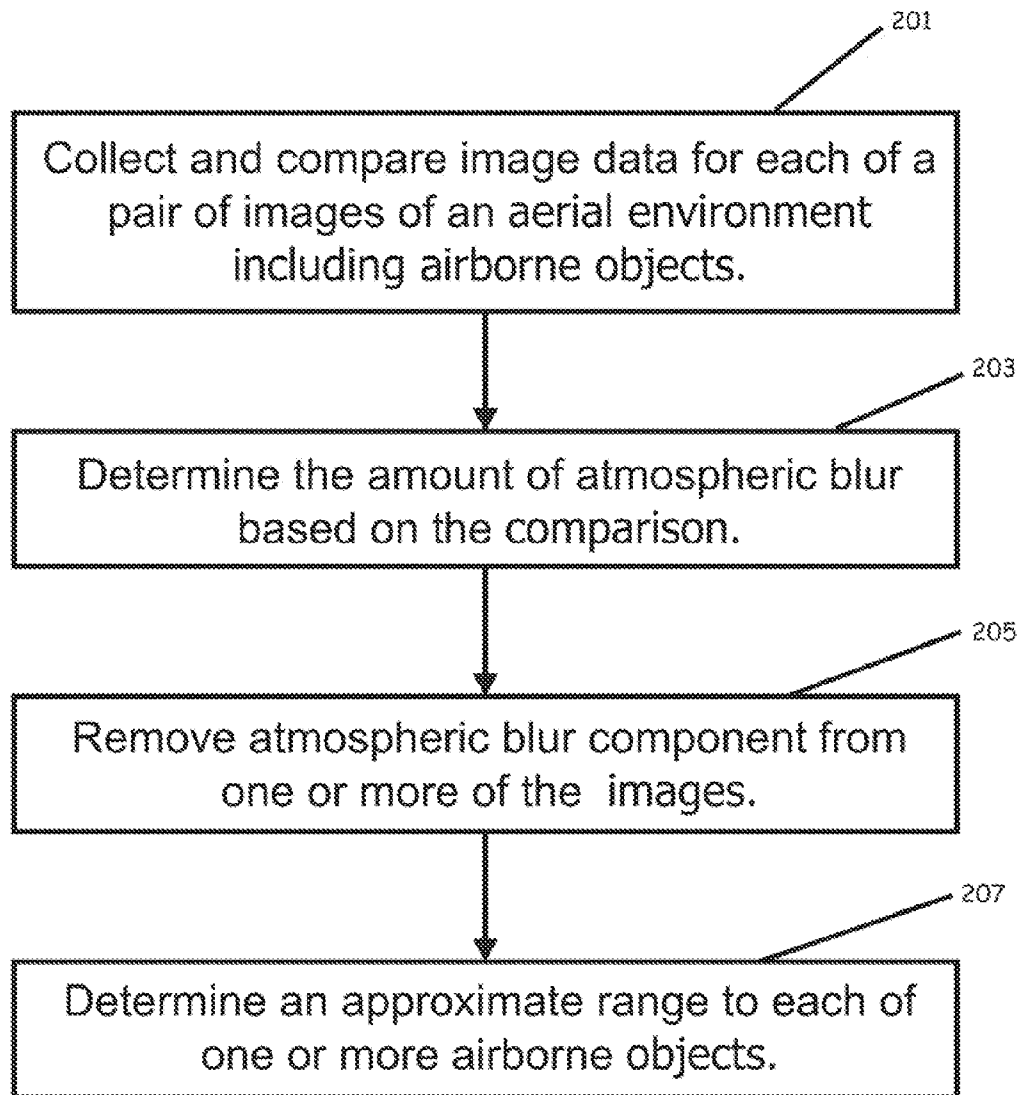 201
Collect and compare image data for each of a
pair of images of an aerial environment
including airborne objects.
203
Determine the amount of atmospheric blur
based on the comparison.
205
Remove atmospheric blur component from
one or more of the images.
207
Determine an approximate range to each of
one or more airborne objects.